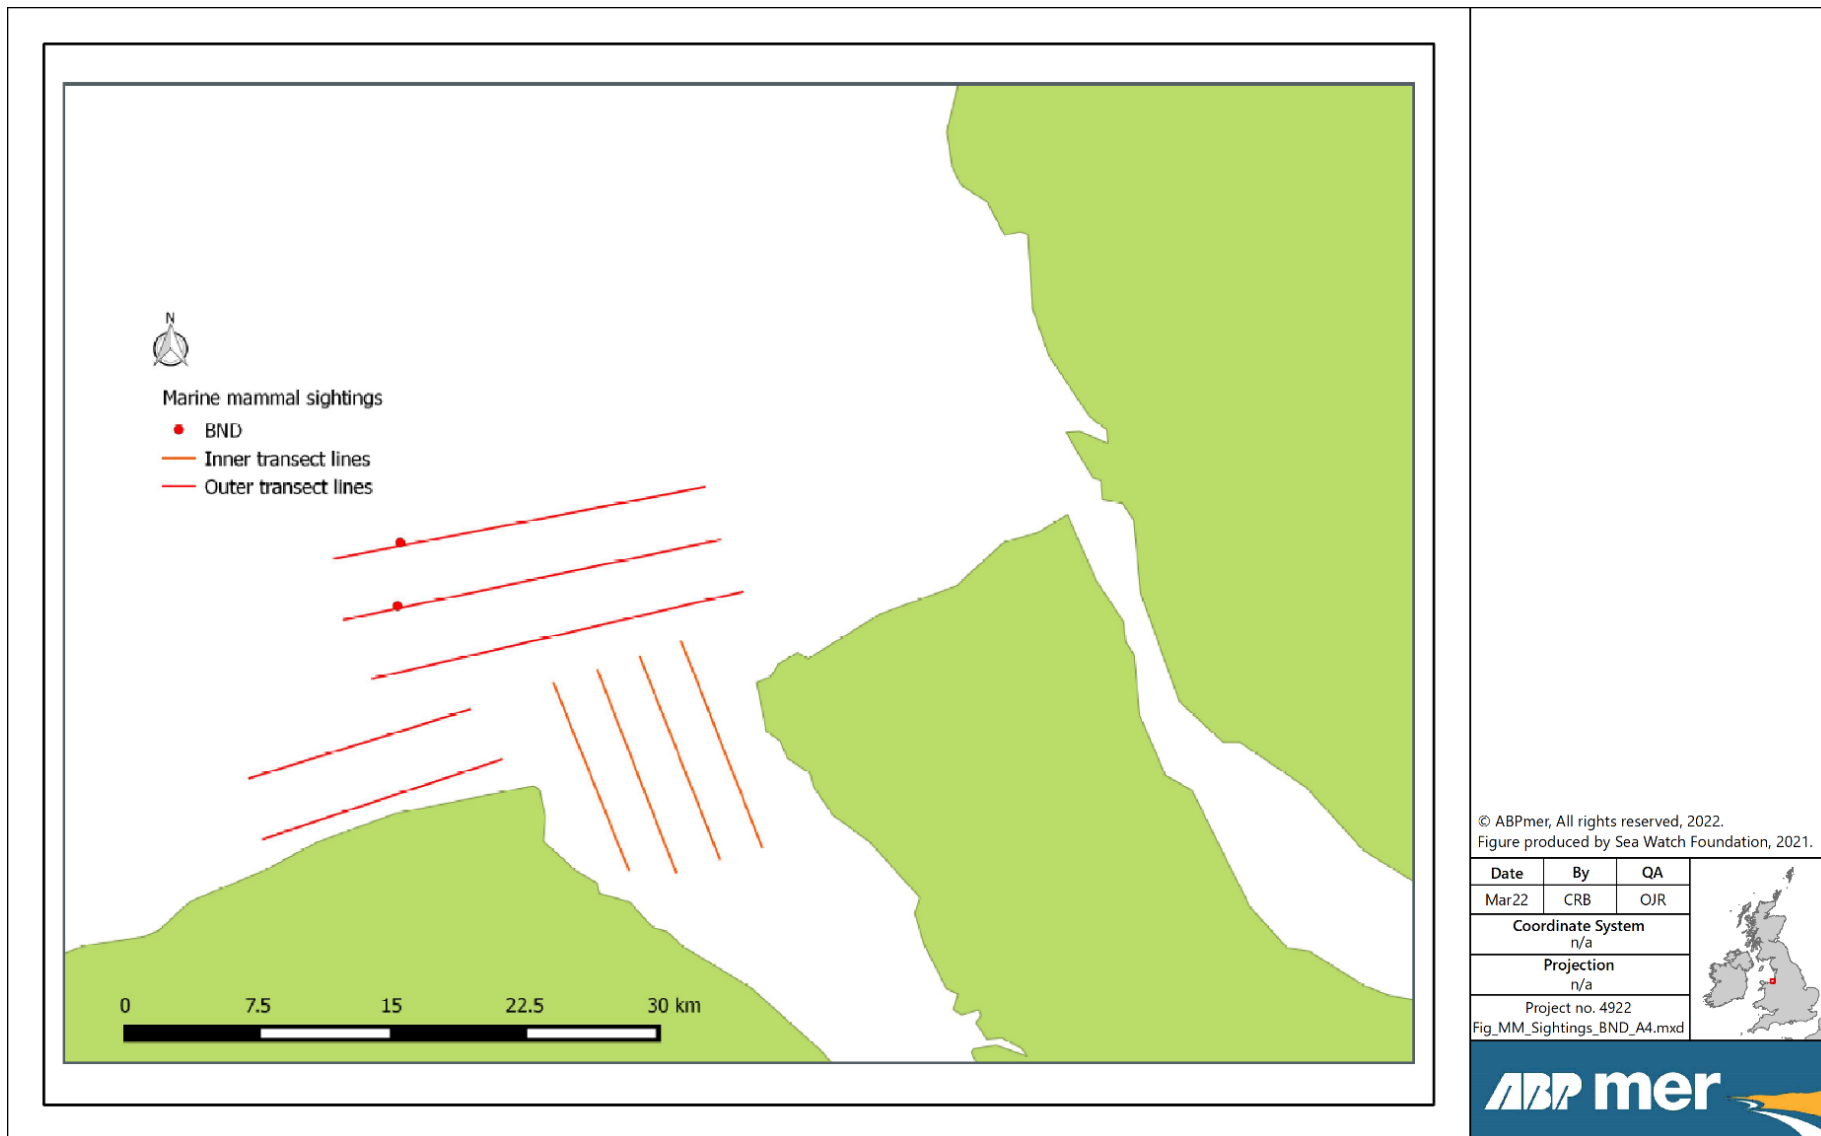 N
Marine mammal sightings
BND
Inner transect lines
Outer transect lines
0 7.5 15 22.5 30 km
© ABPmer, All rights reserved, 2022.
Figure produced by Sea Watch Foundation, 2021.
Date By QA
Mar22 CRB OJR
Coordinate System
n/a
Projection
n/a
Project no. 4922
Fig_MM_Sightings_BND_A4.mxd
ABPmer